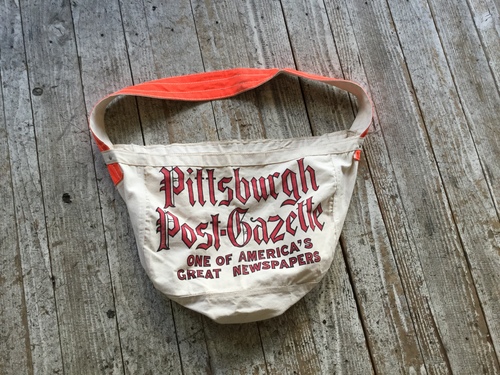 Pittsburgh
Post-Gazette
ONE OF AMERICA'S
GREAT NEWSPAPERS